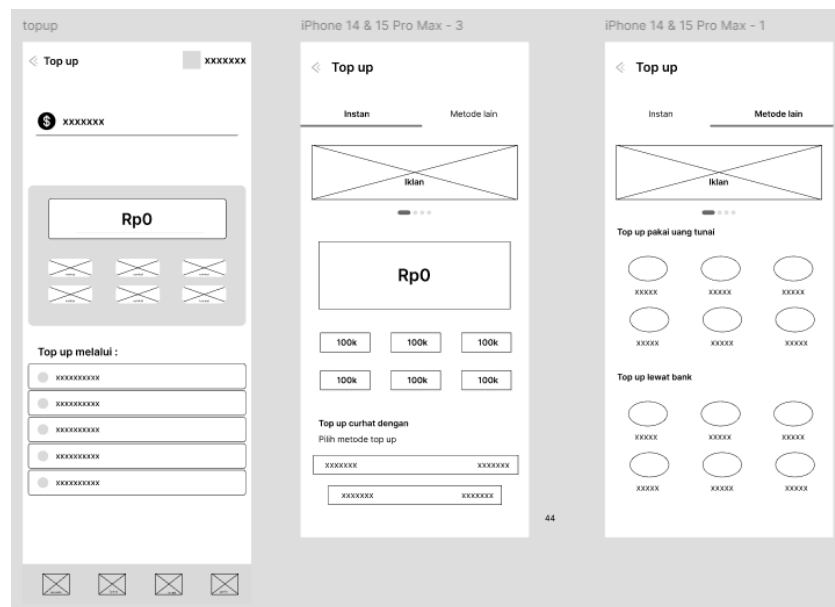 topup
Top up
xxxxxxx
$
xxxxxxx
Rp0
Top up melalui :
xxxxxxxxxx
xxxxxxxxxx
xxxxxxxxxx
xxxxxxxxxx
xxxxxxxxxx
iPhone 14 & 15 Pro Max - 3
Top up
Instan Metode lain
Iklan
Rp0
100k 100k 100k
100k 100k 100k
Top up curhat dengan
Pilih metode top up
xxxxxxx xxxxxxx
xxxxxxx xxxxxxx
44
iPhone 14 & 15 Pro Max - 1
Top up
Instan Metode lain
Iklan
Top up pakai uang tunai
xxxxx xxxxx xxxxx
xxxxx xxxxx xxxxx
Top up lewat bank
xxxxx xxxxx xxxxx
xxxxx xxxxx xxxxx